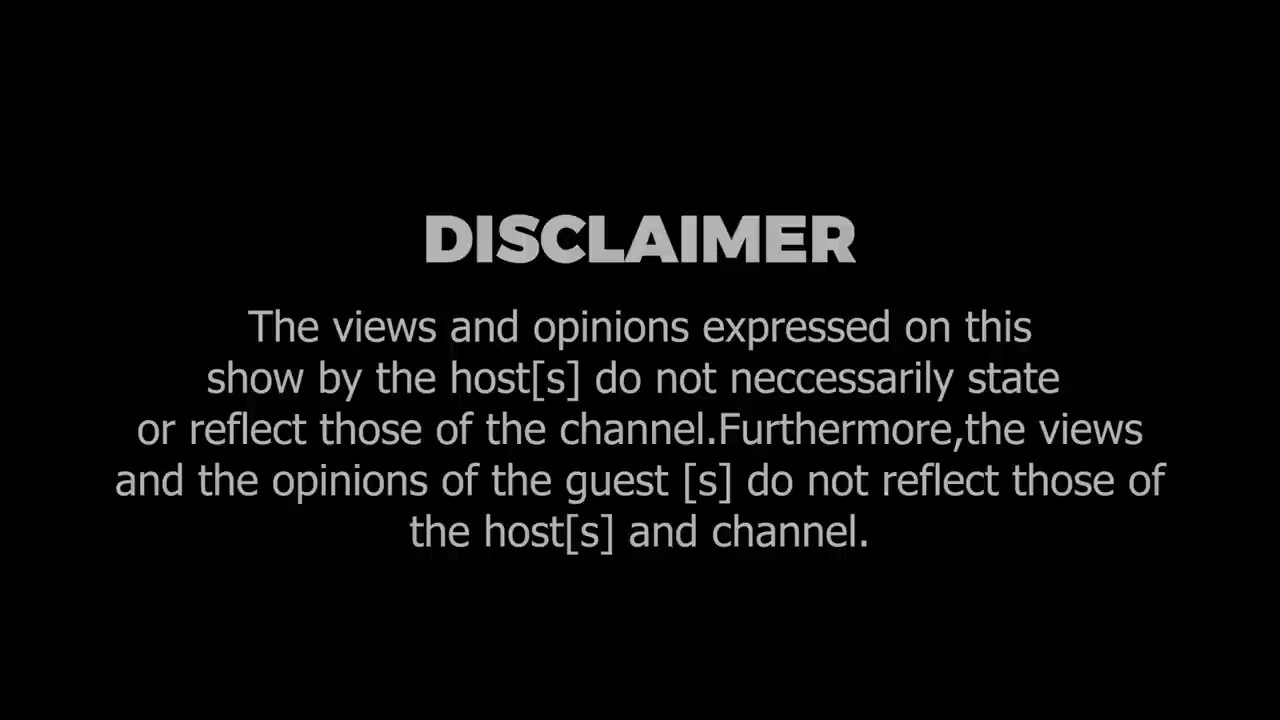 DISCLAIMER
The views and opinions expressed on this
show by the host[s] do not neccessarily state
or reflect those of the channel.Furthermore,the views
and the opinions of the guest [s] do not reflect those of
the host[s] and channel.